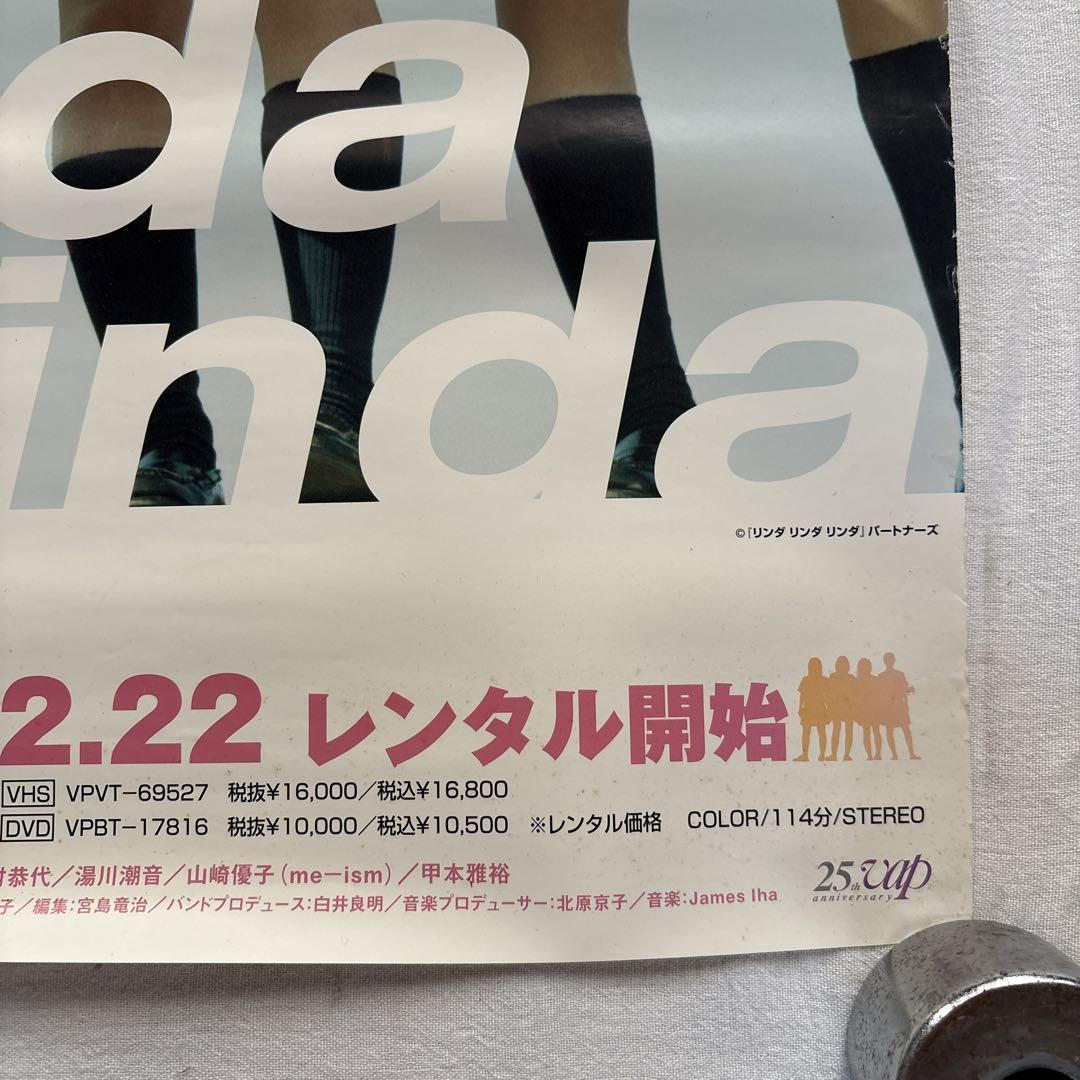 da
inda
©『リンダ リンダ リンダ』パートナーズ
2.22 レンタル開始
VHS VPVT-69527 税抜¥16,000/税込¥16,800
DVD VPBT-17816 税抜¥10,000/税込¥10,500 ※レンタル価格 COLOR/114分/STEREO
恭代/湯川潮音/山崎優子(me-ism)/甲本雅裕
子/編集:宮島竜治/バンドプロデュース:白井良明/音楽プロデューサー:北原京子/音楽:James Iha
25th vap
anniversary